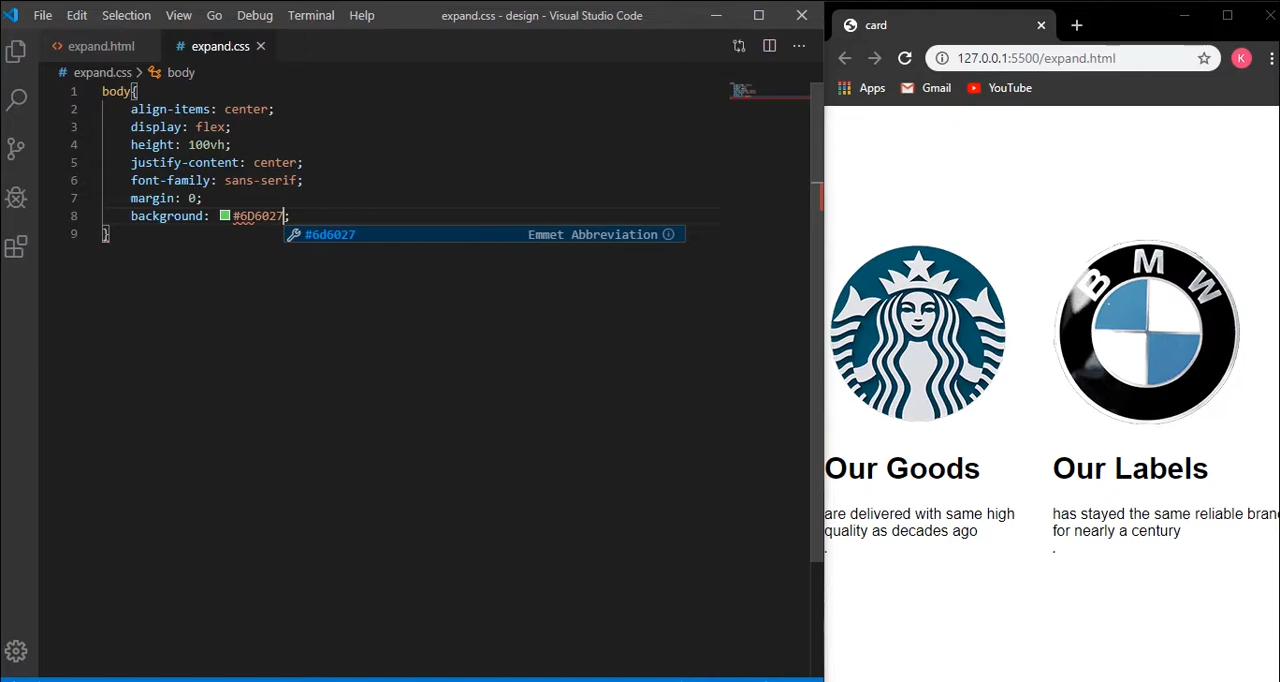 File Edit Selection View Go Debug Terminal Help expand.css - design - Visual Studio Code
expand.html # expand.css
# expand.css > body
1 body{
2 align-items: center;
3 display: flex;
4 height: 100vh;
5 justify-content: center;
6 font-family: sans-serif;
7 margin: 0;
8 background: #6D6027;
#6d6027 Emmet Abbreviation
9 }
card
127.0.0.1:5500/expand.html
K
Apps Gmail YouTube
B M W
Our Goods
are delivered with same high
quality as decades ago
.
Our Labels
has stayed the same reliable bran
for nearly a century
.